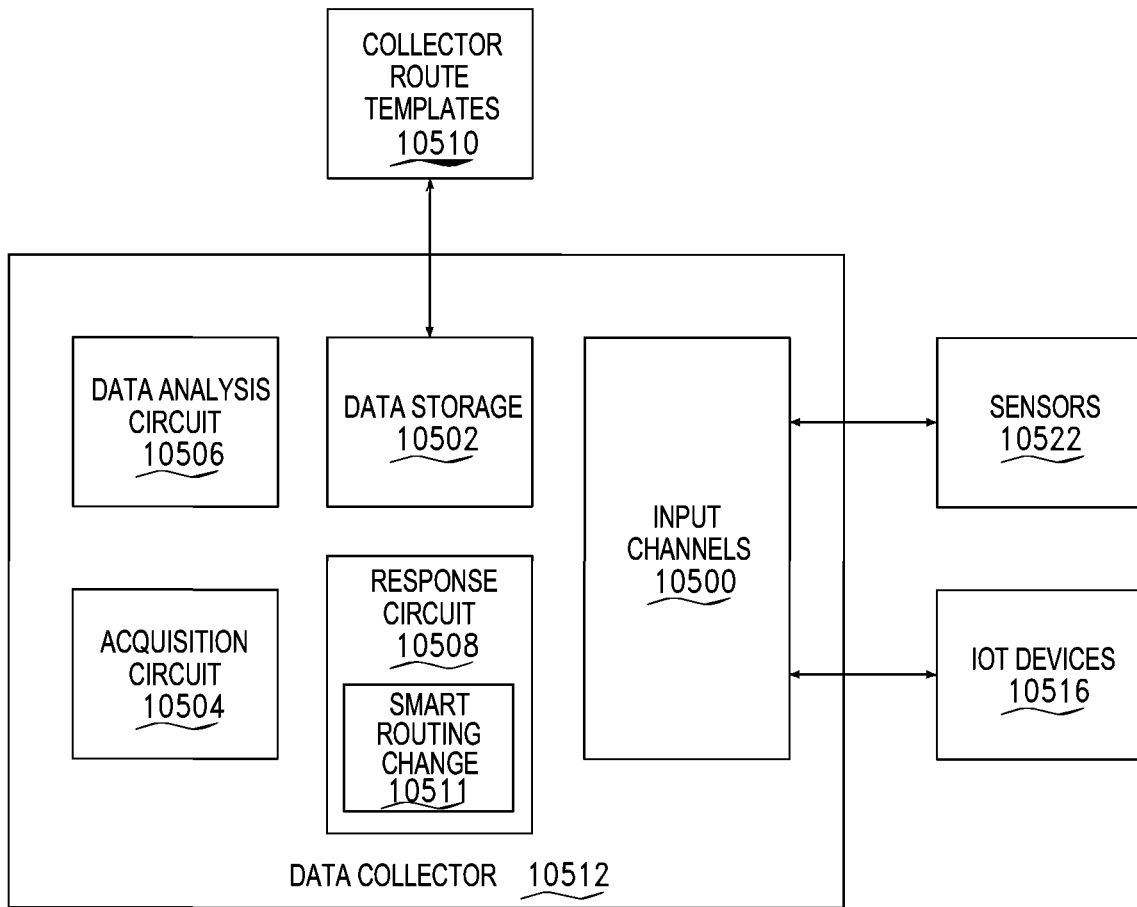 COLLECTOR
ROUTE
TEMPLATES
10510
DATA ANALYSIS
CIRCUIT
10506
DATA STORAGE
10502
INPUT
CHANNELS
10500
SENSORS
10522
ACQUISITION
CIRCUIT
10504
RESPONSE
CIRCUIT
10508
SMART
ROUTING
CHANGE
10511
IOT DEVICES
10516
DATA COLLECTOR 10512